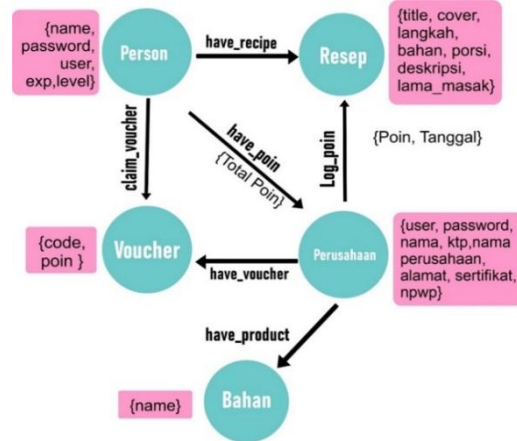 {name,
password,
user,
exp,level}
Person
have_recipe
Resep
{title, cover,
langkah,
bahan, porsi,
deskripsi,
lama_masak}
claim_voucher
have_poin
{Total Poin}
Log_poin
{Poin, Tanggal}
{code,
poin }
Voucher
have_voucher
Perusahaan
{user, password,
nama, ktp,nama
perusahaan,
alamat, sertifikat,
npwp}
have_product
{name}
Bahan